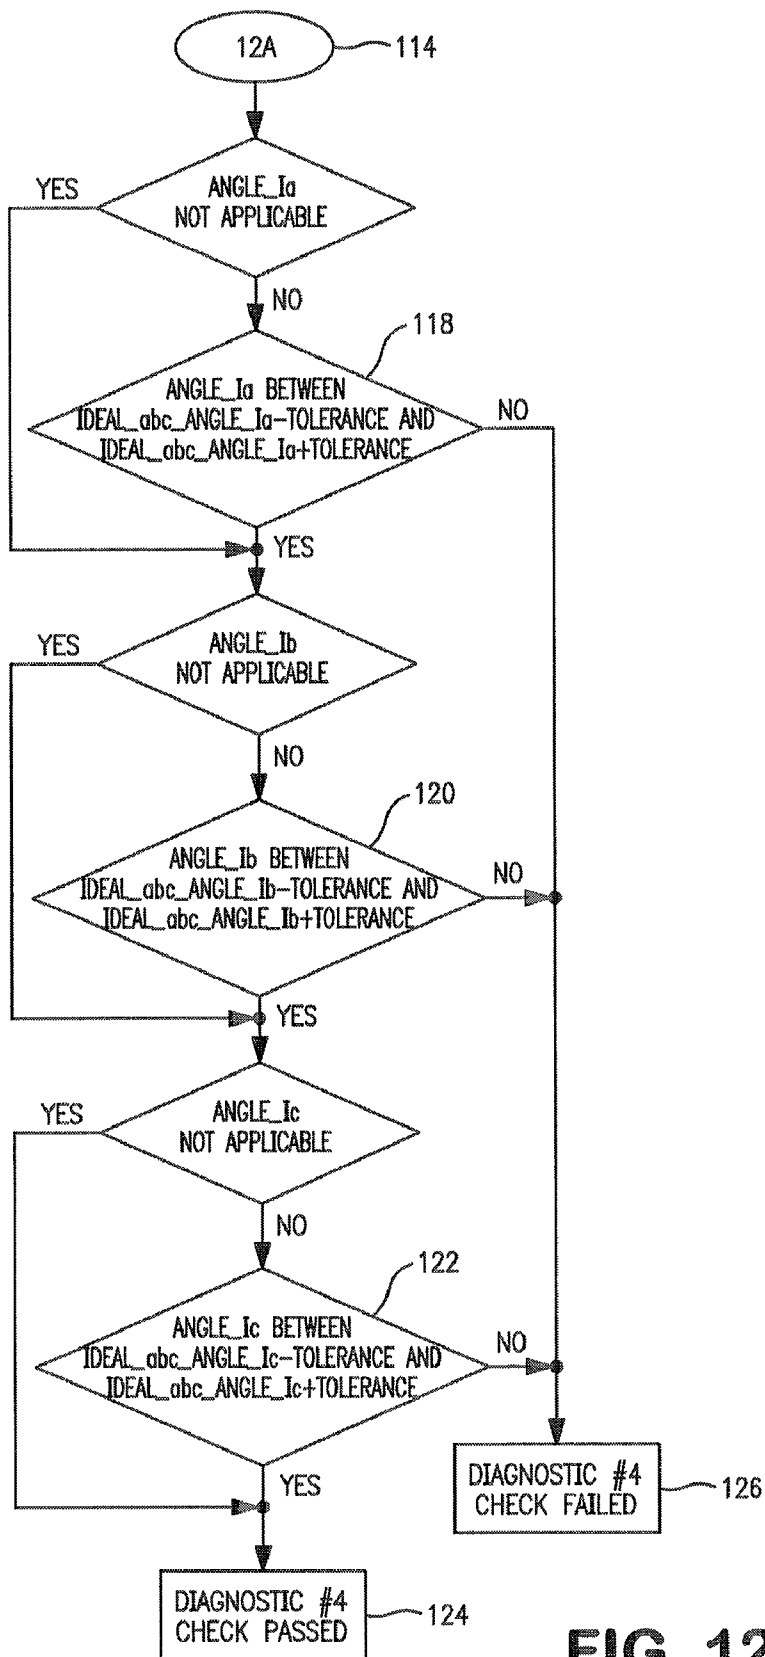 12A
114
ANGLE_Ia
NOT APPLICABLE
YES
NO
118
ANGLE_Ia BETWEEN
IDEAL_abc_ANGLE_Ia-TOLERANCE AND
IDEAL_abc_ANGLE_Ia+TOLERANCE
NO
YES
ANGLE_Ib
NOT APPLICABLE
YES
NO
120
ANGLE_Ib BETWEEN
IDEAL_abc_ANGLE_Ib-TOLERANCE AND
IDEAL_abc_ANGLE_Ib+TOLERANCE
NO
YES
ANGLE_Ic
NOT APPLICABLE
YES
NO
122
ANGLE_Ic BETWEEN
IDEAL_abc_ANGLE_Ic-TOLERANCE AND
IDEAL_abc_ANGLE_Ic+TOLERANCE
NO
YES
DIAGNOSTIC #4
CHECK FAILED
126
DIAGNOSTIC #4
CHECK PASSED
124
FIG. 12